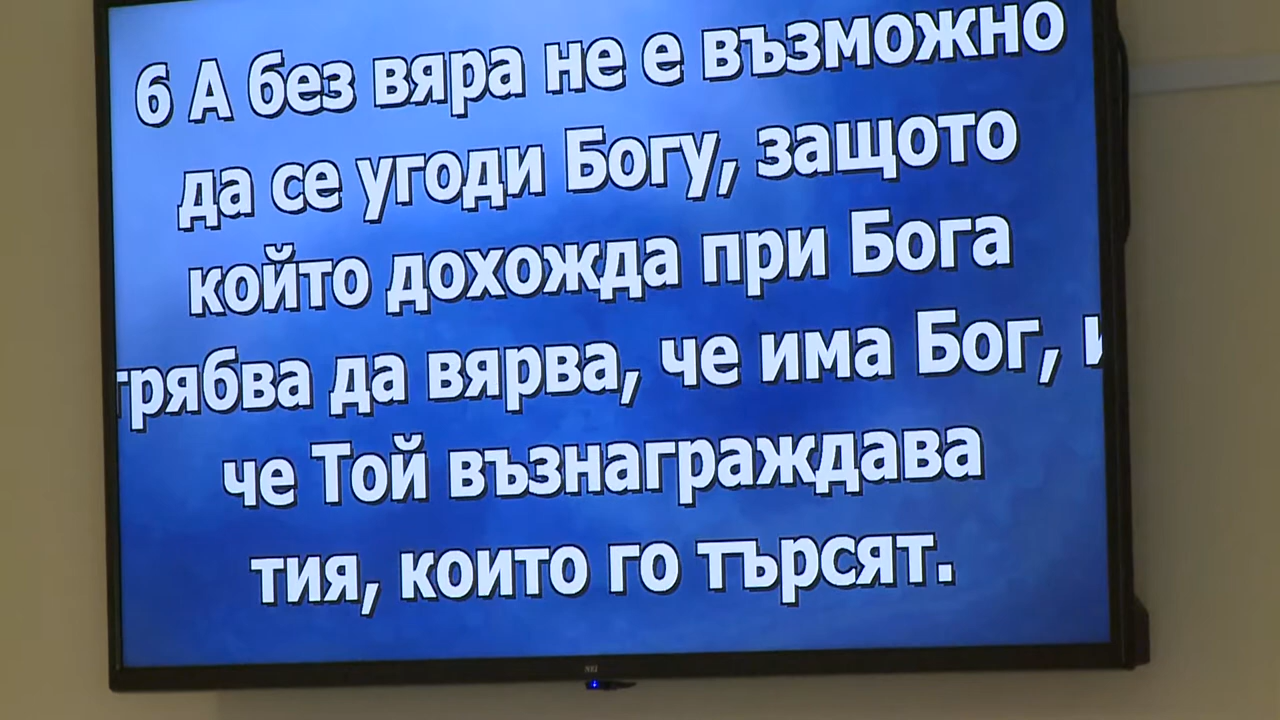 6 А без вяра не е възможно
да се угоди Богу, защото
който дохожда при Бога
трябва да вярва, че има Бог, и
че Той възнаграждава
тия, които го търсят.